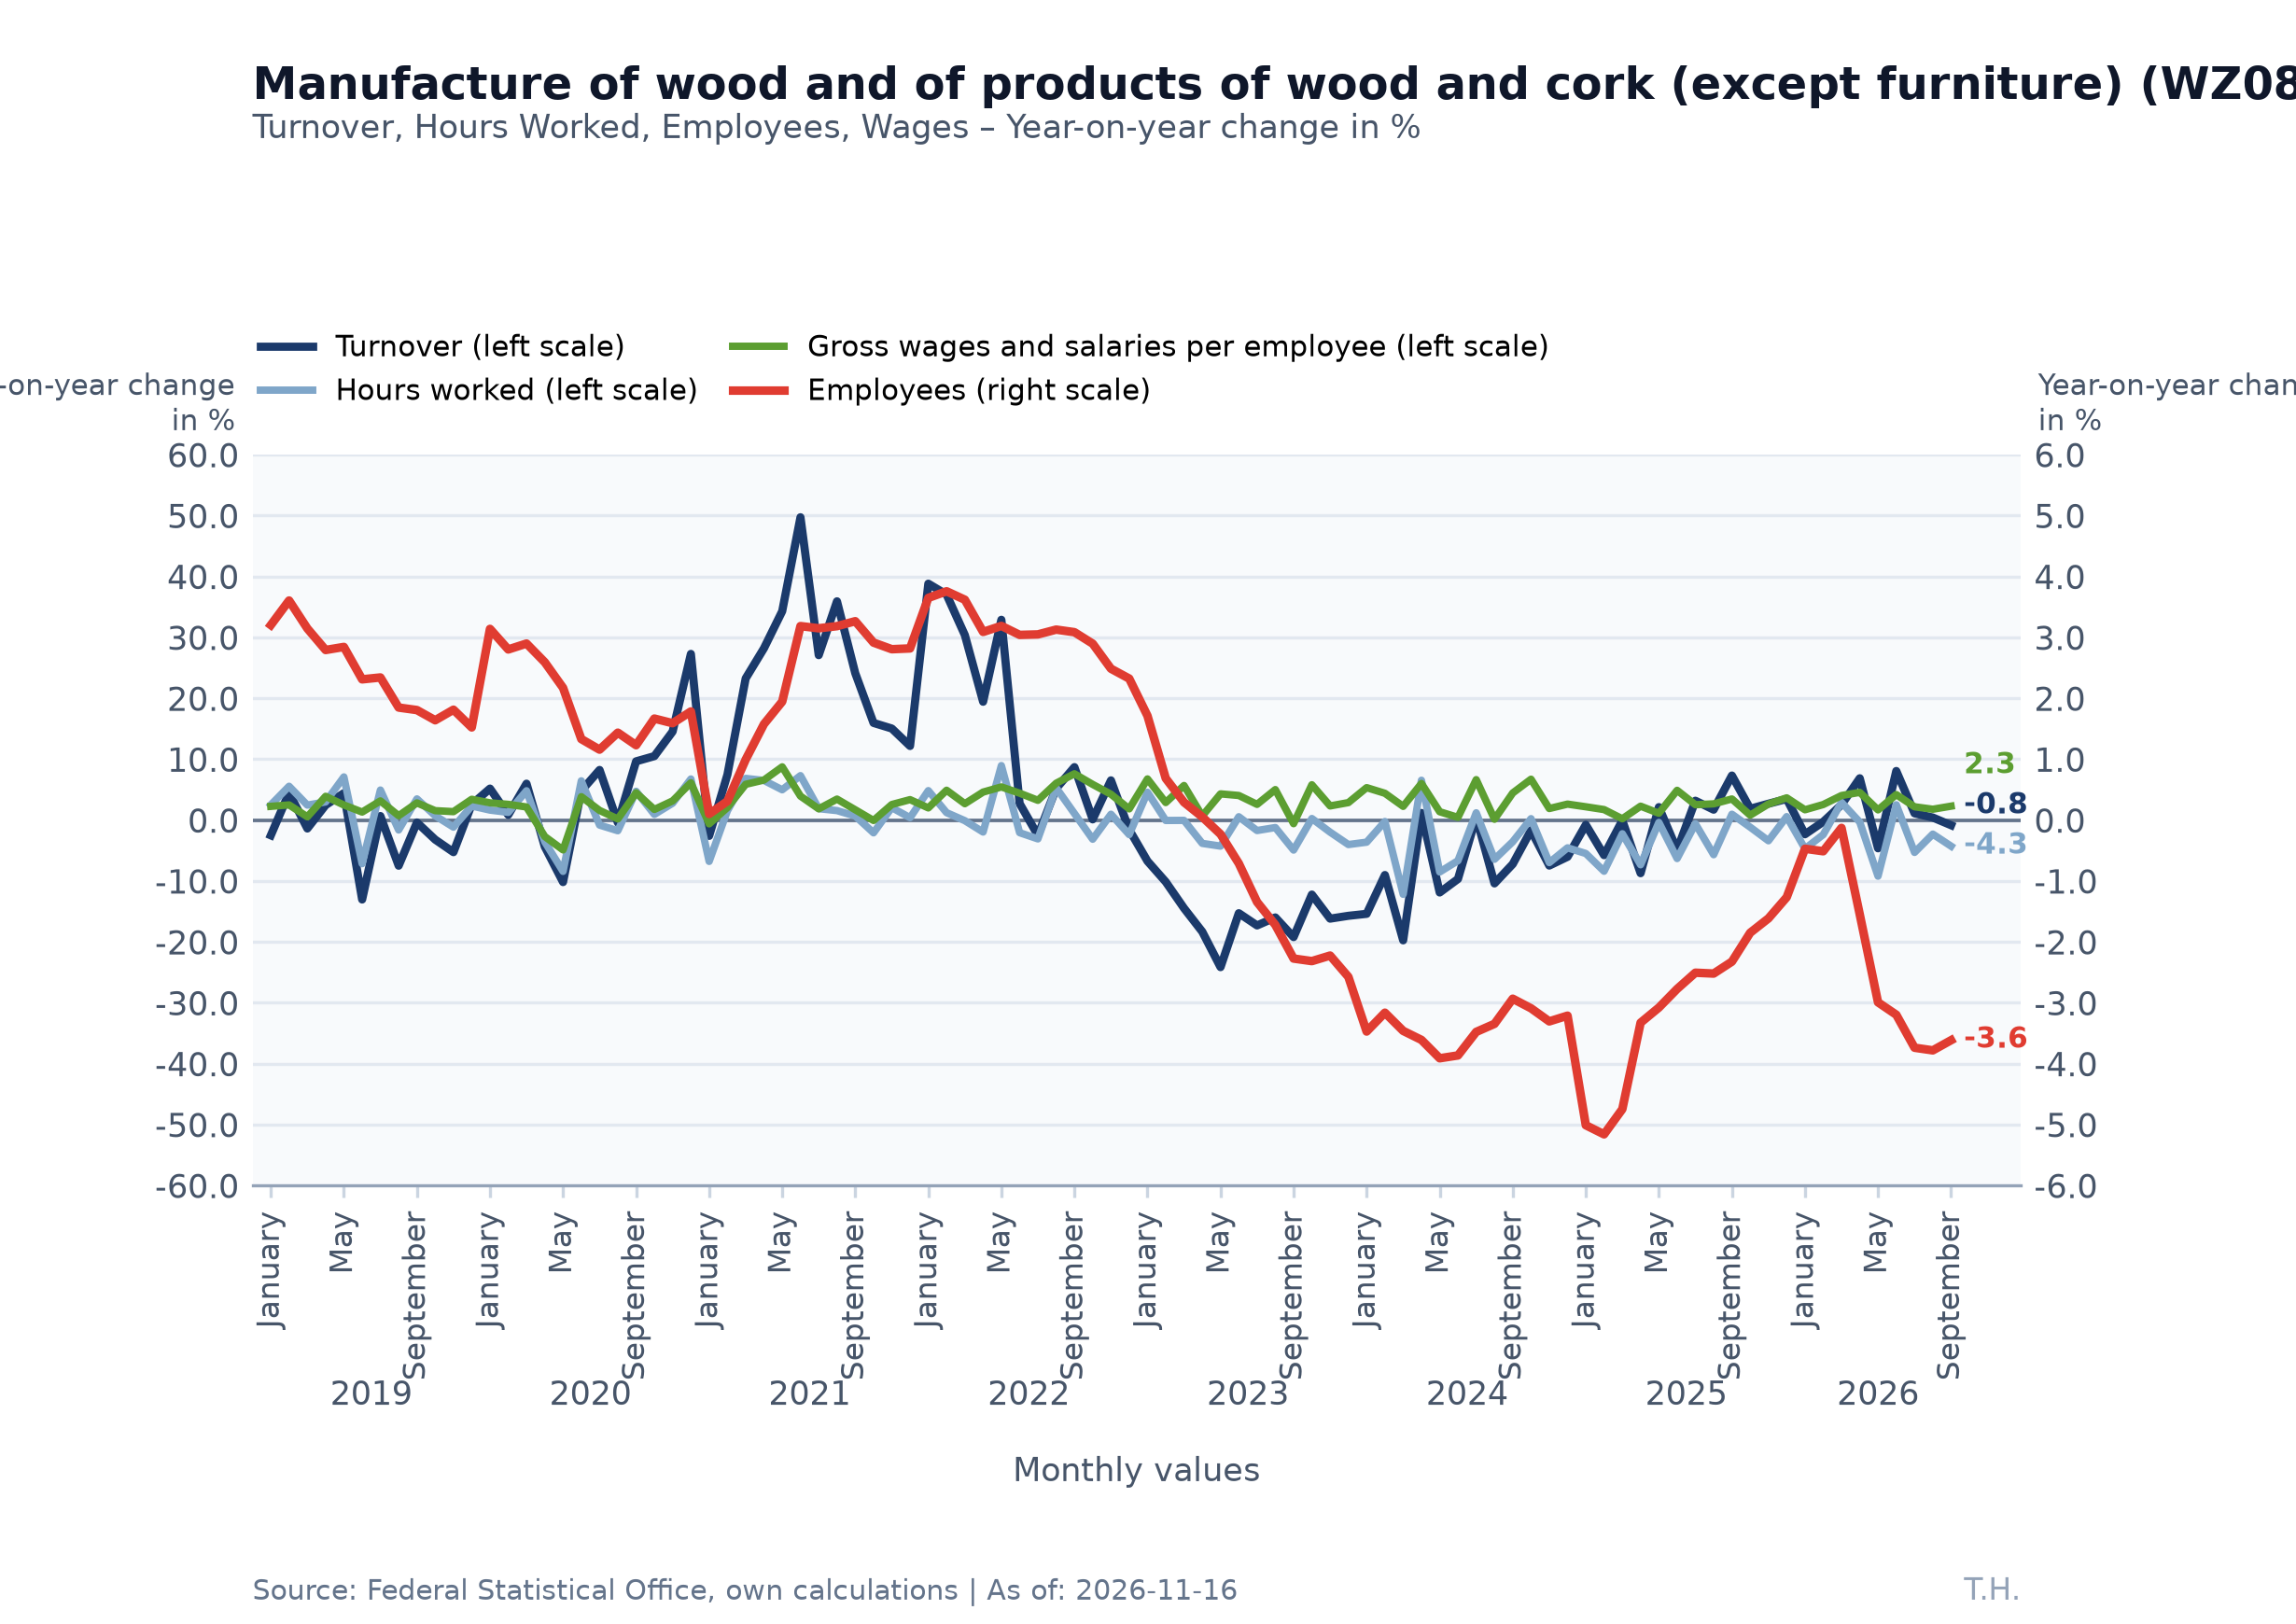 Manufacture of wood and of products of wood and cork (except furniture) (WZ08
Turnover, Hours Worked, Employees, Wages – Year-on-year change in %
Turnover (left scale)
Gross wages and salaries per employee (left scale)
Hours worked (left scale)
Employees (right scale)
-on-year change
in %
Year-on-year chan
in %
60.0
50.0
40.0
30.0
20.0
10.0
0.0
-10.0
-20.0
-30.0
-40.0
-50.0
-60.0
6.0
5.0
4.0
3.0
2.0
1.0
0.0
-1.0
-2.0
-3.0
-4.0
-5.0
-6.0
2.3
-0.8
-4.3
-3.6
January
May
September
January
May
September
January
May
September
January
May
September
January
May
September
January
May
September
January
May
September
January
May
September
2019
2020
2021
2022
2023
2024
2025
2026
Monthly values
Source: Federal Statistical Office, own calculations | As of: 2026-11-16
T.H.